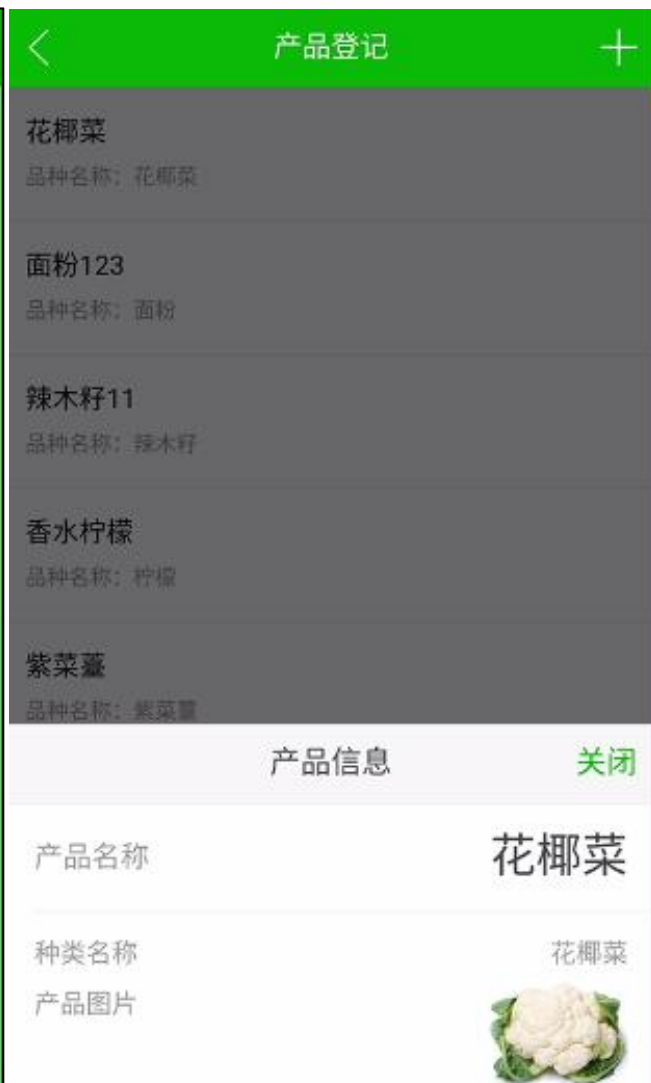 产品登记
花椰菜
品种名称：花椰菜
面粉123
品种名称：面粉
辣木籽11
品种名称：辣木籽
香水柠檬
品种名称：柠檬
紫菜薹
品种名称：紫菜薹
产品信息 关闭
产品名称 花椰菜
种类名称 花椰菜
产品图片